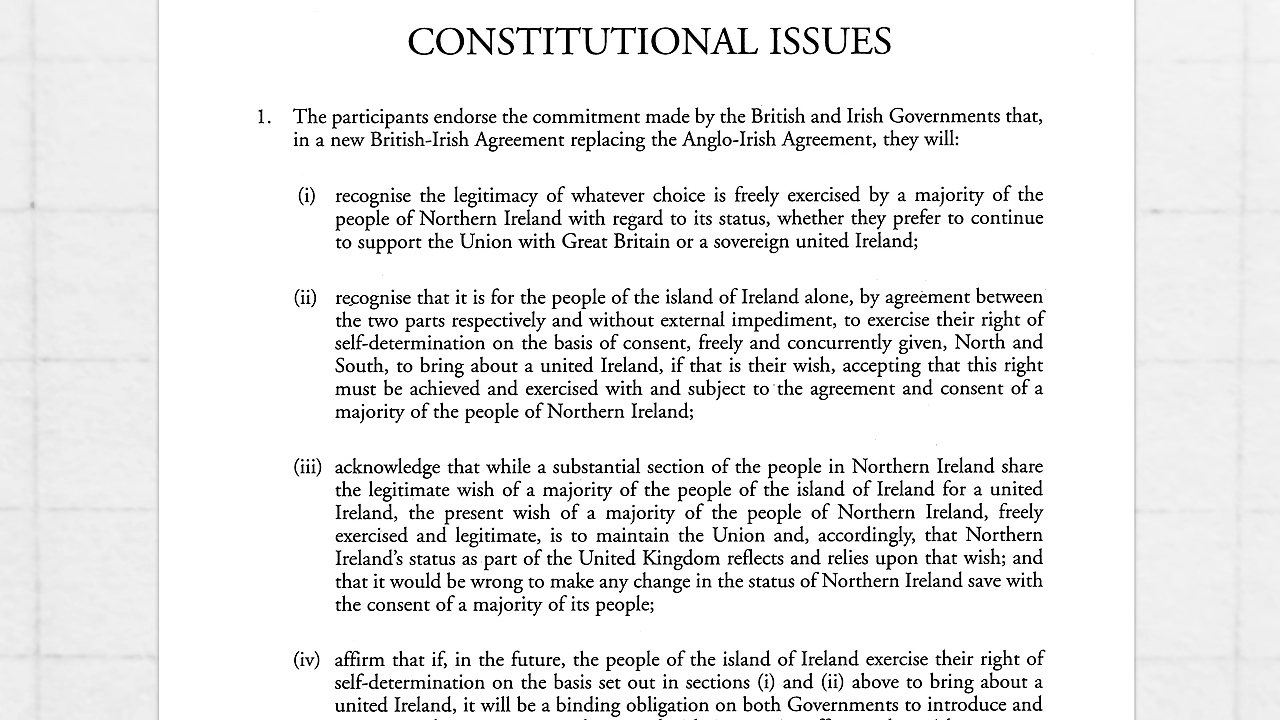 CONSTITUTIONAL ISSUES
1. The participants endorse the commitment made by the British and Irish Governments that,
in a new British-Irish Agreement replacing the Anglo-Irish Agreement, they will:
(i) recognise the legitimacy of whatever choice is freely exercised by a majority of the
people of Northern Ireland with regard to its status, whether they prefer to continue
to support the Union with Great Britain or a sovereign united Ireland;
(ii) recognise that it is for the people of the island of Ireland alone, by agreement between
the two parts respectively and without external impediment, to exercise their right of
self-determination on the basis of consent, freely and concurrently given, North and
South, to bring about a united Ireland, if that is their wish, accepting that this right
must be achieved and exercised with and subject to the agreement and consent of a
majority of the people of Northern Ireland;
(iii) acknowledge that while a substantial section of the people in Northern Ireland share
the legitimate wish of a majority of the people of the island of Ireland for a united
Ireland, the present wish of a majority of the people of Northern Ireland, freely
exercised and legitimate, is to maintain the Union and, accordingly, that Northern
Ireland's status as part of the United Kingdom reflects and relies upon that wish; and
that it would be wrong to make any change in the status of Northern Ireland save with
the consent of a majority of its people;
(iv) affirm that if, in the future, the people of the island of Ireland exercise their right of
self-determination on the basis set out in sections (i) and (ii) above to bring about a
united Ireland, it will be a binding obligation on both Governments to introduce and